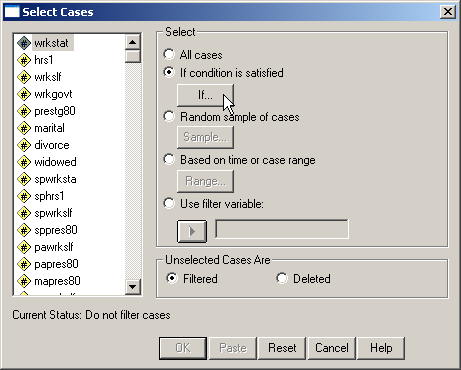 Select Cases
wrkstat
hrs1
wrkslf
wrkgovt
prestg80
marital
divorce
widowed
spwrksta
sphrs1
spwrkslf
sppres80
pawrkslf
papres80
mapres80
Select
All cases
If condition is satisfied
If...
Random sample of cases
Sample...
Based on time or case range
Range...
Use filter variable:
Unselected Cases Are
Filtered
Deleted
Current Status: Do not filter cases
OK
Paste
Reset
Cancel
Help